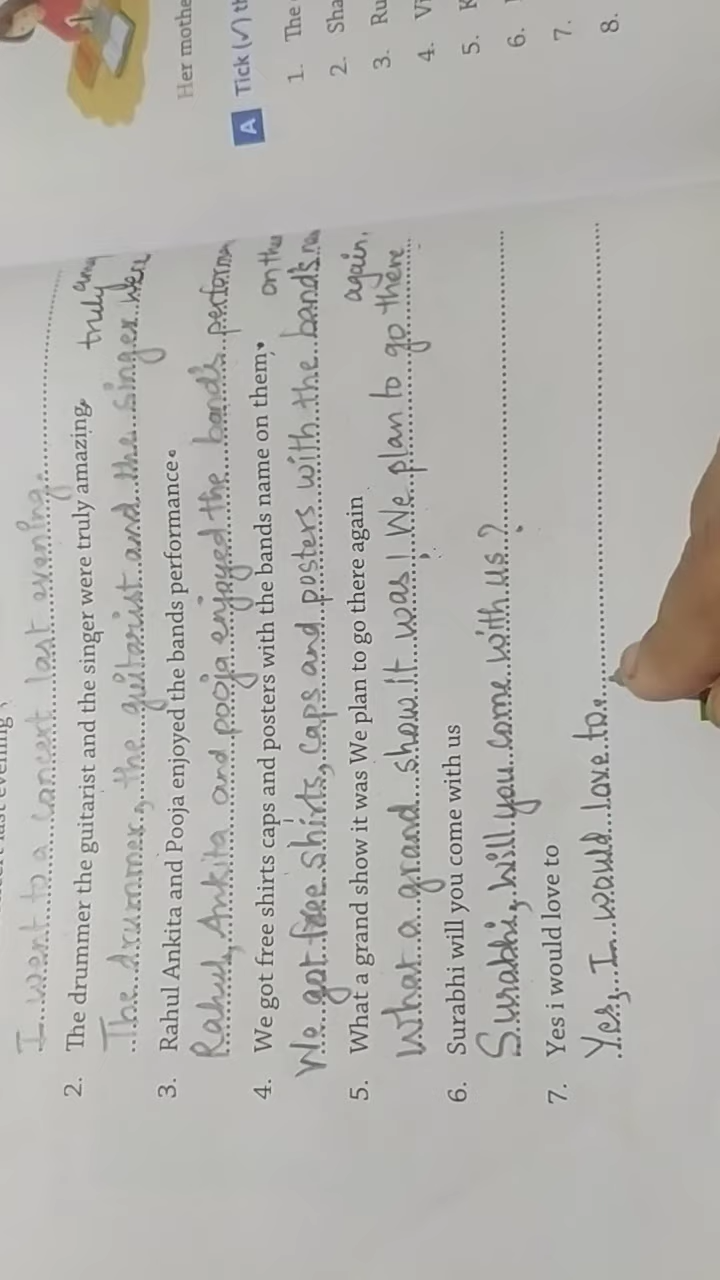 I went to a concert last evening.
2. The drummer the guitarist and the singer were truly amazing.
truly
The drummer, the guitarist and the singer were
3. Rahul Ankita and Pooja enjoyed the bands performance.
Rahul, Ankita and pooja enjoyed the band's
4. We got free shirts caps and posters with the bands name on them.
on
We got free shirts, caps and posters with the band's
5. What a grand show it was We plan to go there again
again.
What a grand show it was! We plan to go there
6. Surabhi will you come with us
Surabhi, will you come with us?
7. Yes i would love to
Yes, I would love to.
Her mothe
A Tick (✓) th
1. The
2. Sha
3. Ru
4. Vi
5. K
6.
7.
8.